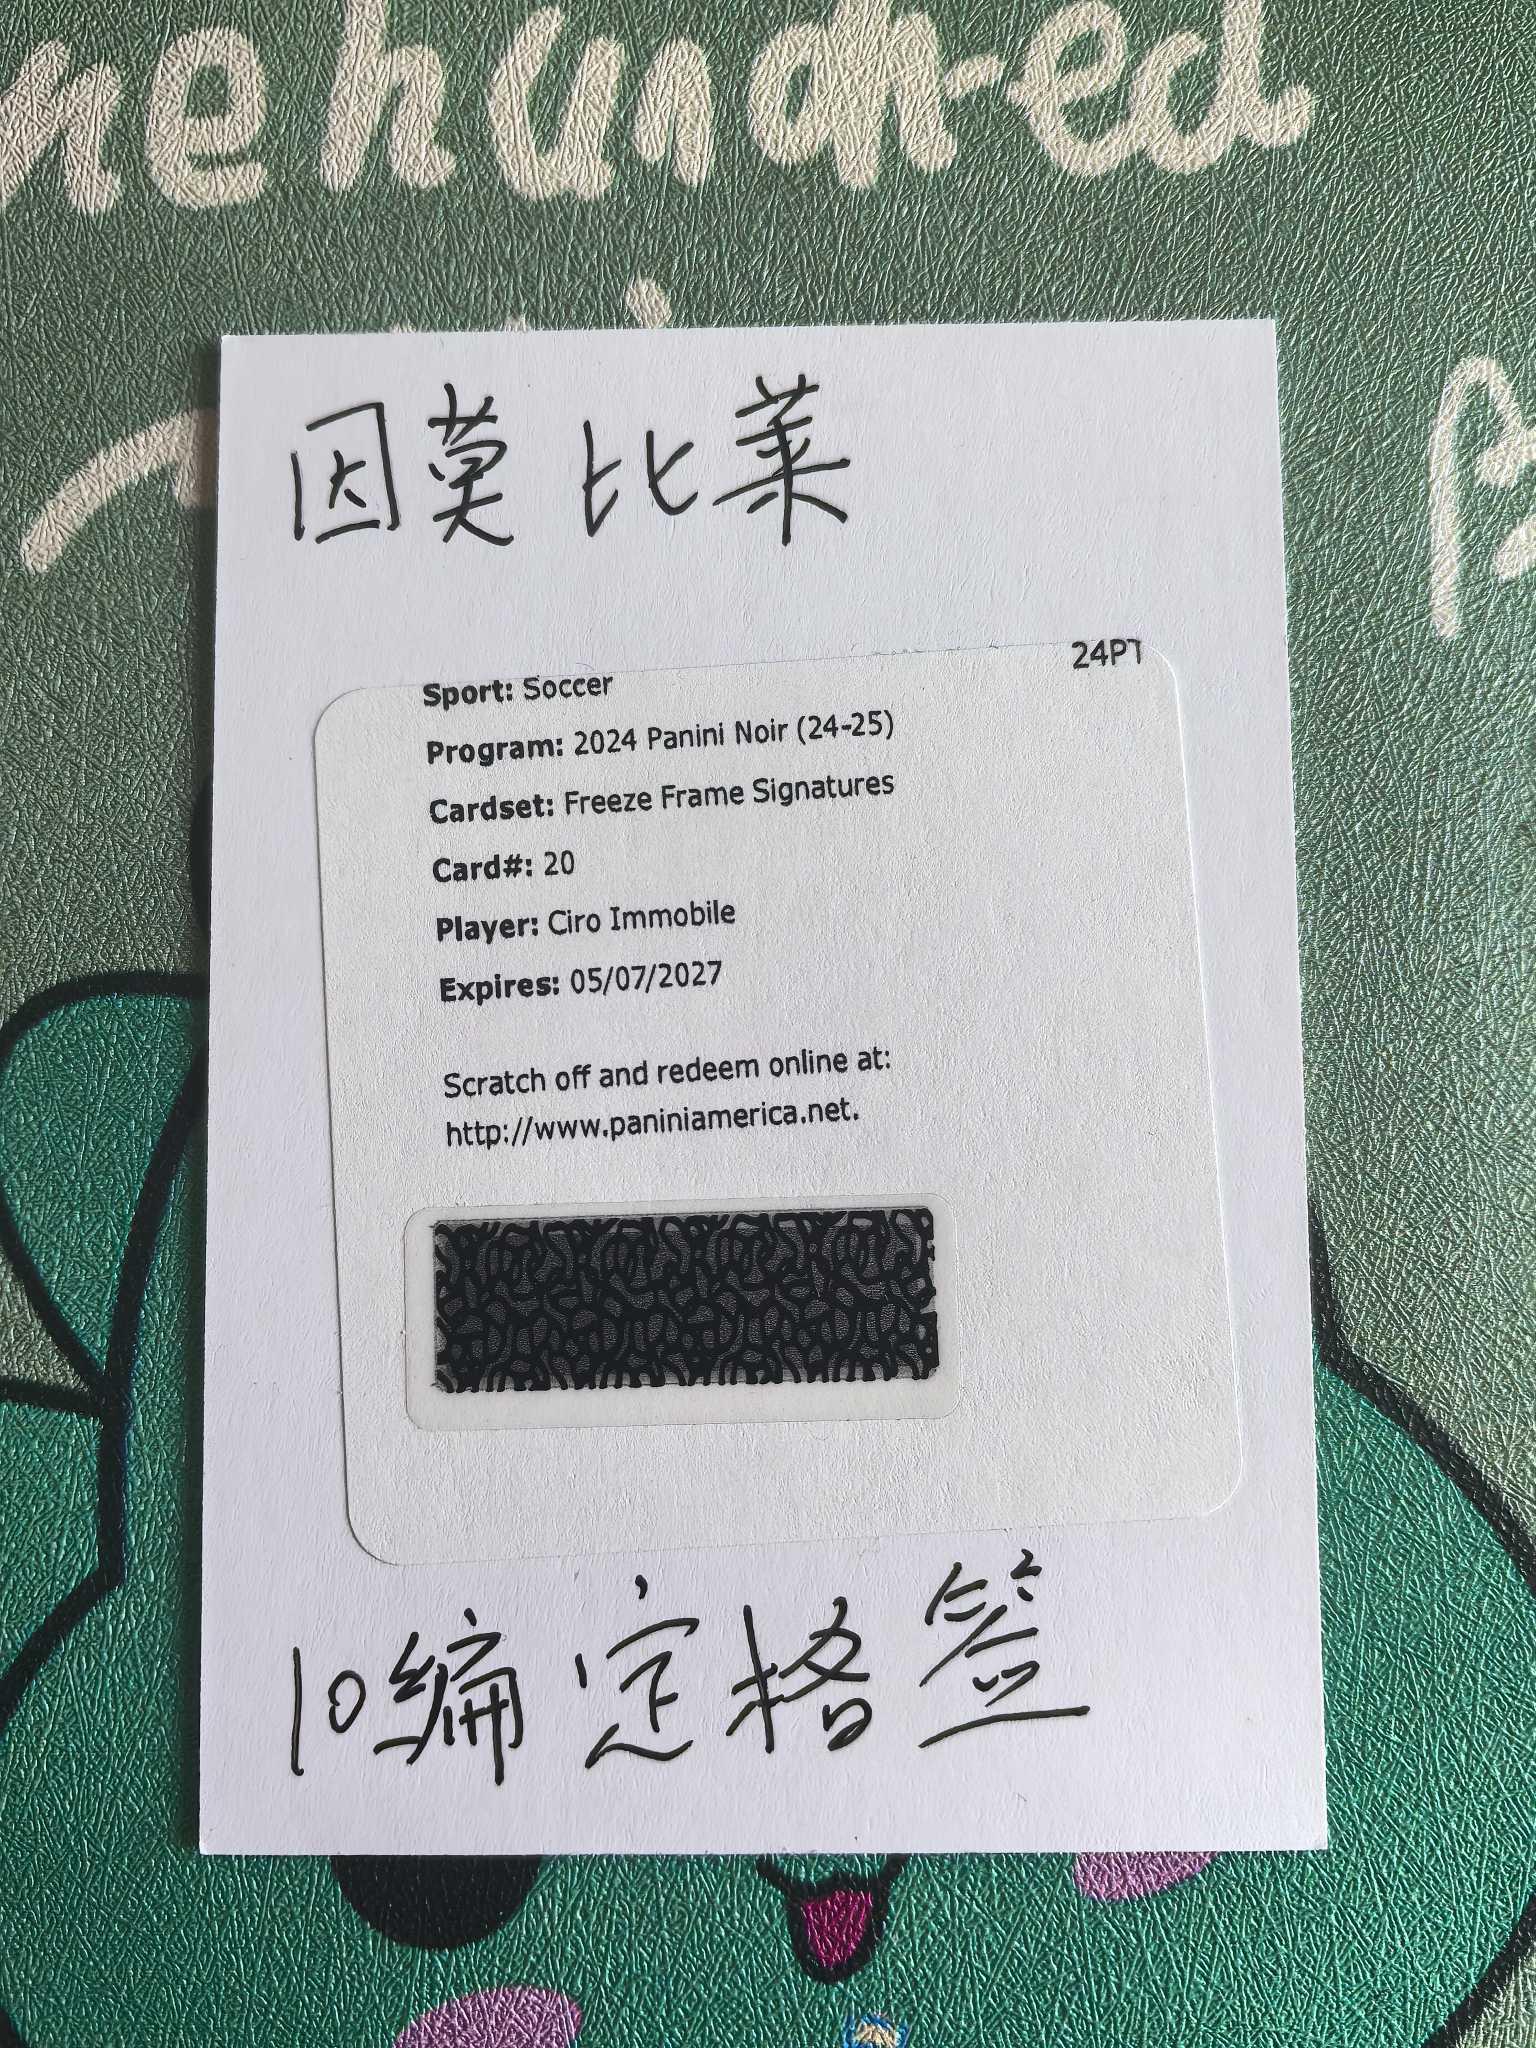 ne hundred
因莫比莱
24PT
Sport: Soccer
Program: 2024 Panini Noir (24-25)
Cardset: Freeze Frame Signatures
Card#: 20
Player: Ciro Immobile
Expires: 05/07/2027
Scratch off and redeem online at:
http://www.paniniamerica.net.
10编定格签